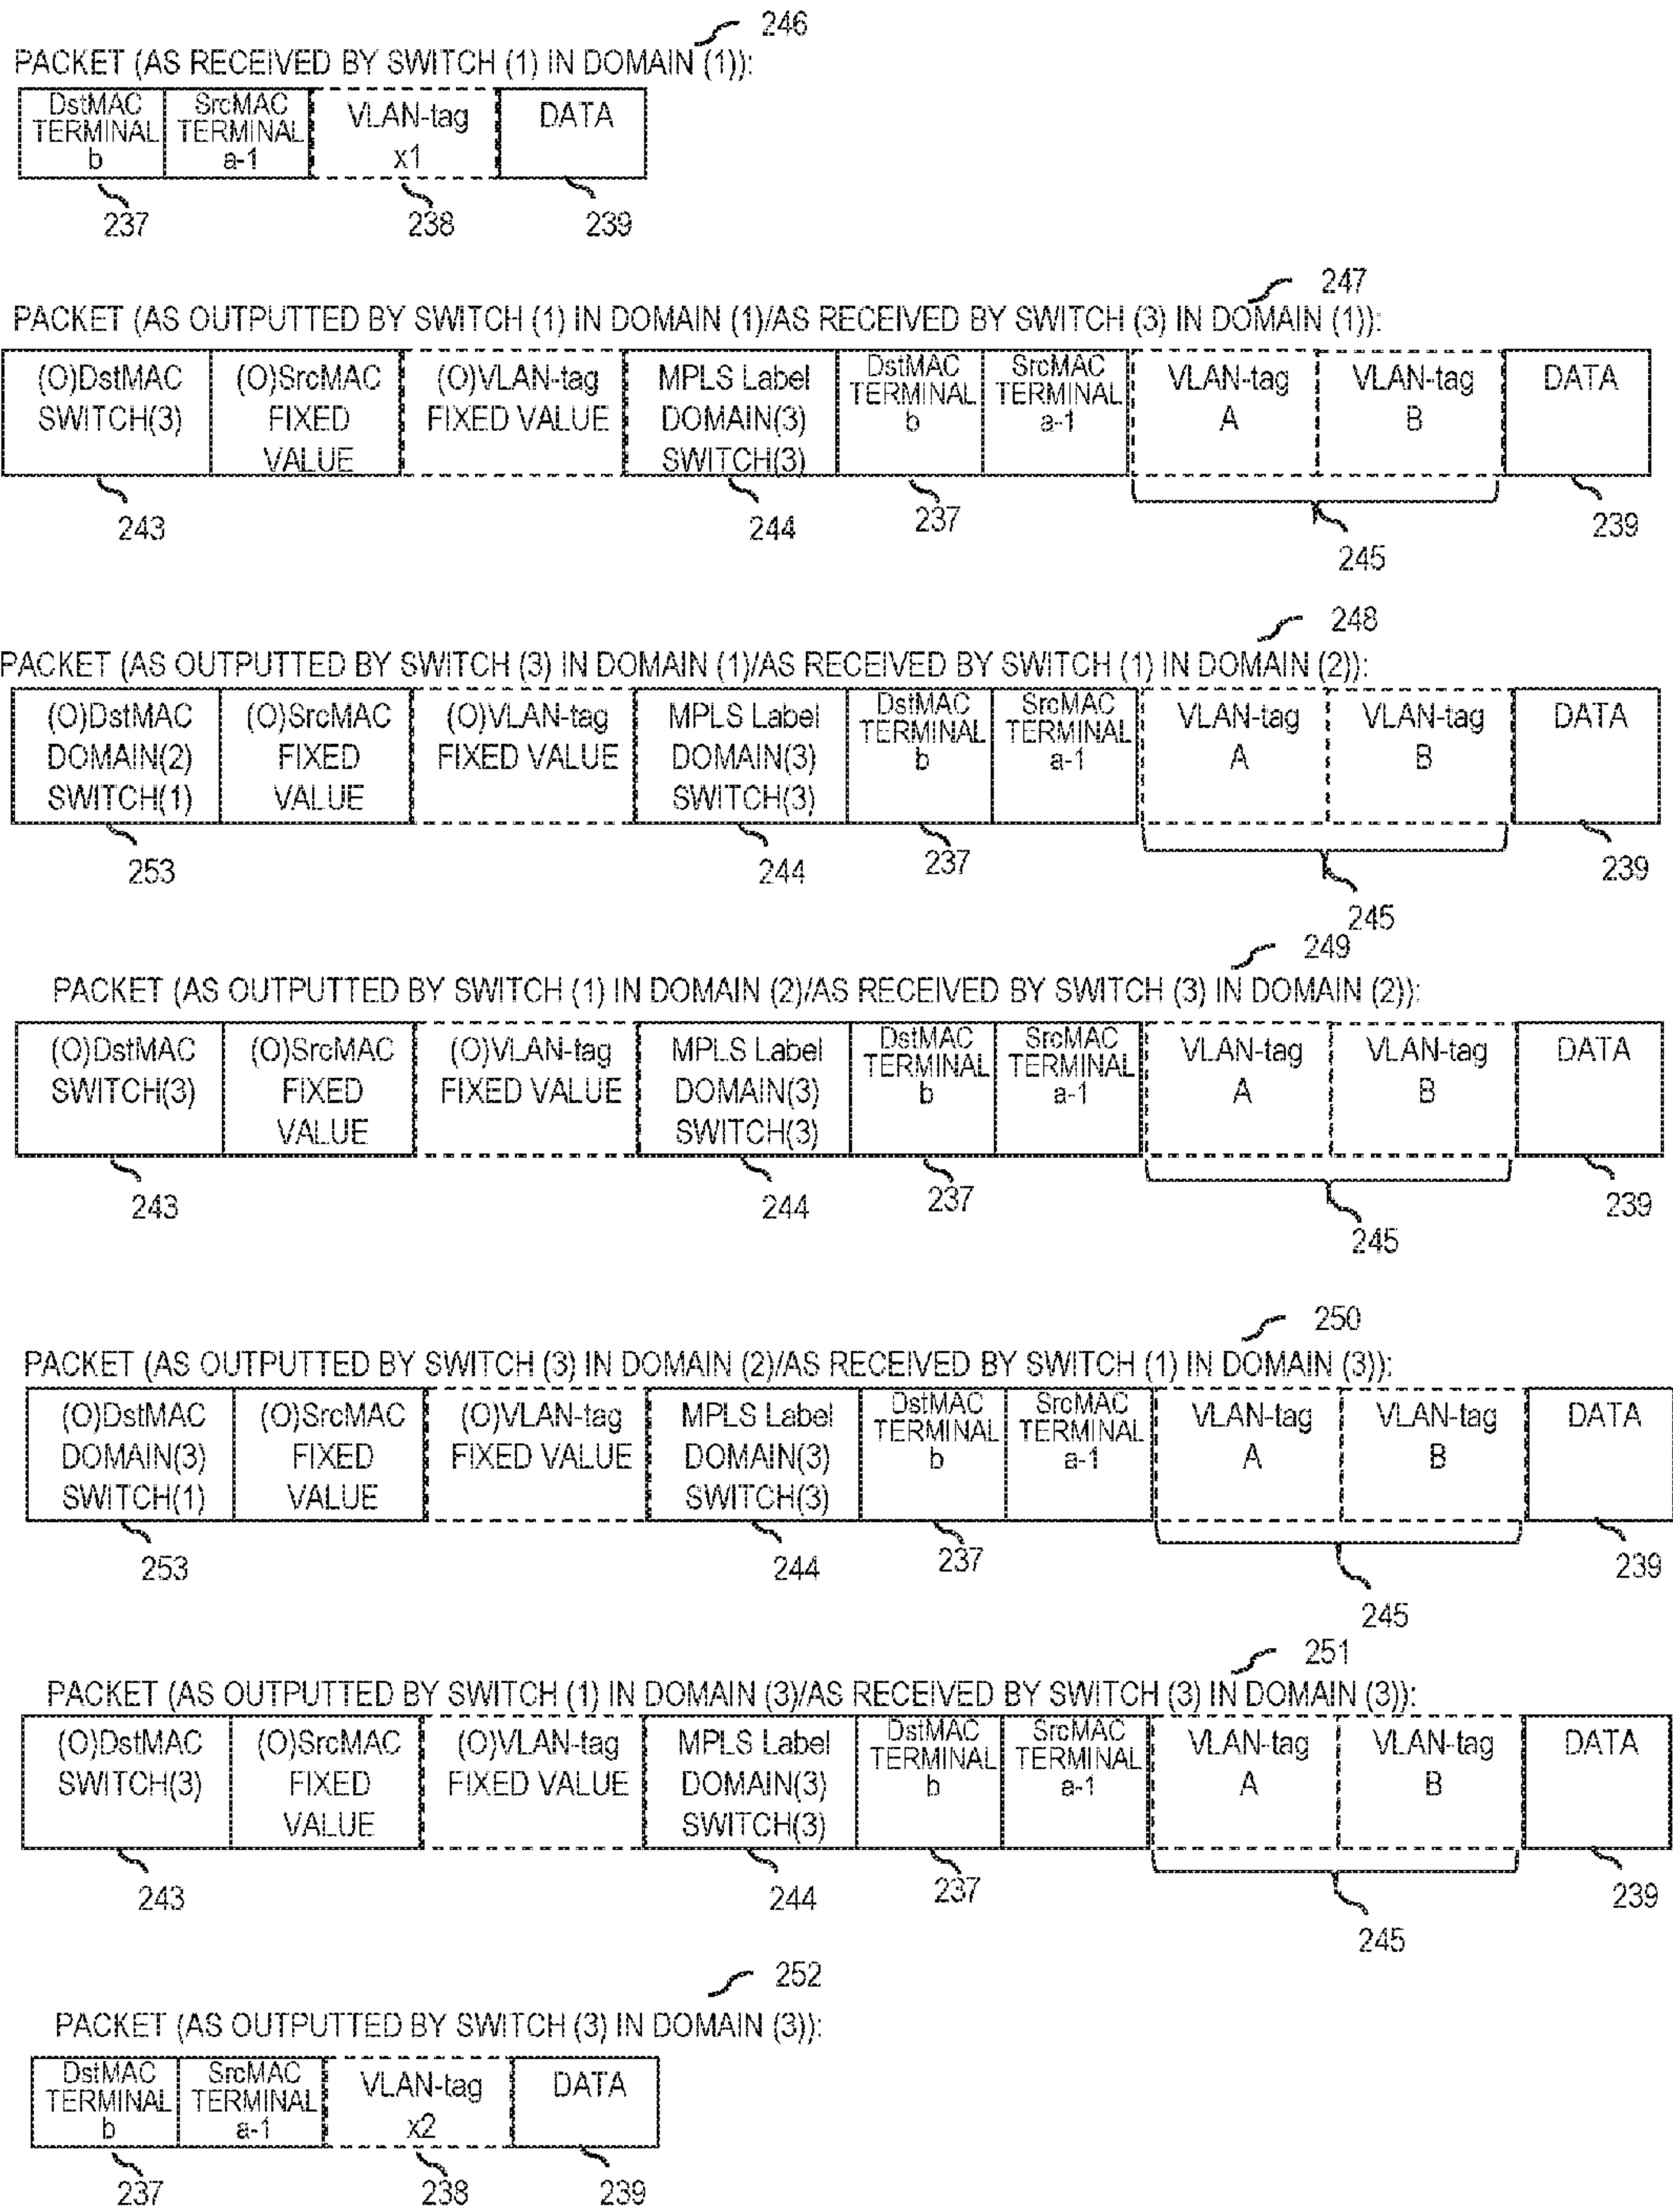 246
PACKET (AS RECEIVED BY SWITCH (1) IN DOMAIN (1)):
DstMAC TERMINAL b SrcMAC TERMINAL a-1 VLAN-tag x1 DATA
237 238 239
247
PACKET (AS OUTPUTTED BY SWITCH (1) IN DOMAIN (1)/AS RECEIVED BY SWITCH (3) IN DOMAIN (1)):
(O)DstMAC SWITCH(3) (O)SrcMAC FIXED VALUE (O)VLAN-tag FIXED VALUE MPLS Label DOMAIN(3) SWITCH(3) DstMAC TERMINAL b SrcMAC TERMINAL a-1 VLAN-tag A VLAN-tag B DATA
243 244 237 245 239
248
PACKET (AS OUTPUTTED BY SWITCH (3) IN DOMAIN (1)/AS RECEIVED BY SWITCH (1) IN DOMAIN (2)):
(O)DstMAC DOMAIN(2) SWITCH(1) (O)SrcMAC FIXED VALUE (O)VLAN-tag FIXED VALUE MPLS Label DOMAIN(3) SWITCH(3) DstMAC TERMINAL b SrcMAC TERMINAL a-1 VLAN-tag A VLAN-tag B DATA
253 244 237 245 239
249
PACKET (AS OUTPUTTED BY SWITCH (1) IN DOMAIN (2)/AS RECEIVED BY SWITCH (3) IN DOMAIN (2)):
(O)DstMAC SWITCH(3) (O)SrcMAC FIXED VALUE (O)VLAN-tag FIXED VALUE MPLS Label DOMAIN(3) SWITCH(3) DstMAC TERMINAL b SrcMAC TERMINAL a-1 VLAN-tag A VLAN-tag B DATA
243 244 237 245 239
250
PACKET (AS OUTPUTTED BY SWITCH (3) IN DOMAIN (2)/AS RECEIVED BY SWITCH (1) IN DOMAIN (3)):
(O)DstMAC DOMAIN(3) SWITCH(1) (O)SrcMAC FIXED VALUE (O)VLAN-tag FIXED VALUE MPLS Label DOMAIN(3) SWITCH(3) DstMAC TERMINAL b SrcMAC TERMINAL a-1 VLAN-tag A VLAN-tag B DATA
253 244 237 245 239
251
PACKET (AS OUTPUTTED BY SWITCH (1) IN DOMAIN (3)/AS RECEIVED BY SWITCH (3) IN DOMAIN (3)):
(O)DstMAC SWITCH(3) (O)SrcMAC FIXED VALUE (O)VLAN-tag FIXED VALUE MPLS Label DOMAIN(3) SWITCH(3) DstMAC TERMINAL b SrcMAC TERMINAL a-1 VLAN-tag A VLAN-tag B DATA
243 244 237 245 239
252
PACKET (AS OUTPUTTED BY SWITCH (3) IN DOMAIN (3)):
DstMAC TERMINAL b SrcMAC TERMINAL a-1 VLAN-tag x2 DATA
237 238 239